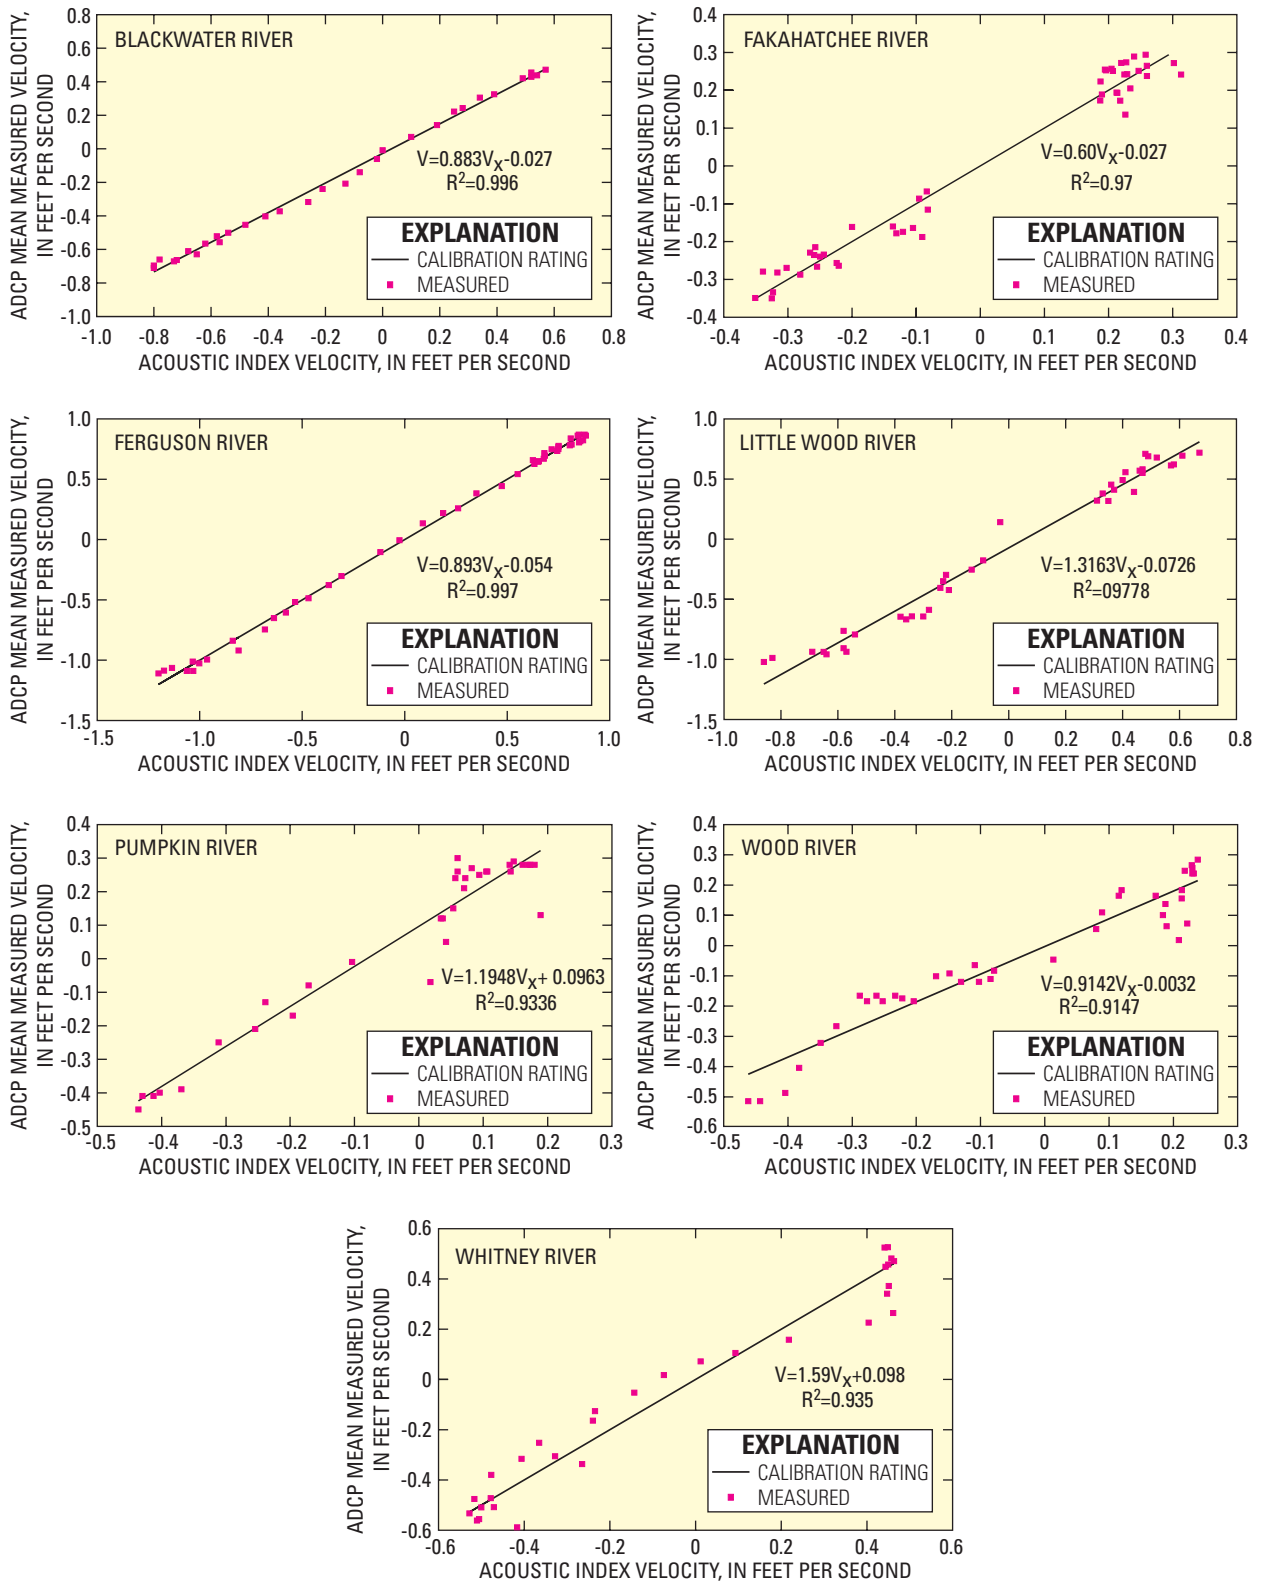 BLACKWATER RIVER
ADCP MEAN MEASURED VELOCITY,
IN FEET PER SECOND
0.8
0.6
0.4
0.2
0
-0.2
-0.4
-0.6
-0.8
-1.0
V=0.883VX-0.027
R2=0.996
EXPLANATION
CALIBRATION RATING
MEASURED
-1.0 -0.8 -0.6 -0.4 -0.2 0 0.2 0.4 0.6 0.8
ACOUSTIC INDEX VELOCITY, IN FEET PER SECOND
FAKAHATCHEE RIVER
ADCP MEAN MEASURED VELOCITY,
IN FEET PER SECOND
0.4
0.3
0.2
0.1
0
-0.1
-0.2
-0.3
-0.4
V=0.60VX-0.027
R2=0.97
EXPLANATION
CALIBRATION RATING
MEASURED
-0.4 -0.3 -0.2 -0.1 0 0.1 0.2 0.3 0.4
ACOUSTIC INDEX VELOCITY, IN FEET PER SECOND
FERGUSON RIVER
ADCP MEAN MEASURED VELOCITY,
IN FEET PER SECOND
1.0
0.5
0
-0.5
-1.0
-1.5
V=0.893VX-0.054
R2=0.997
EXPLANATION
CALIBRATION RATING
MEASURED
-1.5 -1.0 -0.5 0 0.5 1.0
ACOUSTIC INDEX VELOCITY, IN FEET PER SECOND
LITTLE WOOD RIVER
ADCP MEAN MEASURED VELOCITY,
IN FEET PER SECOND
1.0
0.5
0
-0.5
-1.0
-1.5
V=1.3163VX-0.0726
R2=09778
EXPLANATION
CALIBRATION RATING
MEASURED
-1.0 -0.8 -0.6 -0.4 -0.2 0 0.2 0.4 0.6 0.8
ACOUSTIC INDEX VELOCITY, IN FEET PER SECOND
PUMPKIN RIVER
ADCP MEAN MEASURED VELOCITY,
IN FEET PER SECOND
0.4
0.3
0.2
0.1
0
-0.1
-0.2
-0.3
-0.4
-0.5
V=1.1948VX+ 0.0963
R2=0.9336
EXPLANATION
CALIBRATION RATING
MEASURED
-0.5 -0.4 -0.3 -0.2 -0.1 0 0.1 0.2 0.3
ACOUSTIC INDEX VELOCITY, IN FEET PER SECOND
WOOD RIVER
ADCP MEAN MEASURED VELOCITY,
IN FEET PER SECOND
0.4
0.3
0.2
0.1
0
-0.1
-0.2
-0.3
-0.4
-0.5
-0.6
V=0.9142VX-0.0032
R2=0.9147
EXPLANATION
CALIBRATION RATING
MEASURED
-0.5 -0.4 -0.3 -0.2 -0.1 0 0.1 0.2 0.3
ACOUSTIC INDEX VELOCITY, IN FEET PER SECOND
WHITNEY RIVER
ADCP MEAN MEASURED VELOCITY,
IN FEET PER SECOND
0.6
0.4
0.2
0
-0.2
-0.4
-0.6
V=1.59VX+0.098
R2=0.935
EXPLANATION
CALIBRATION RATING
MEASURED
-0.6 -0.4 -0.2 0 0.2 0.4 0.6
ACOUSTIC INDEX VELOCITY, IN FEET PER SECOND